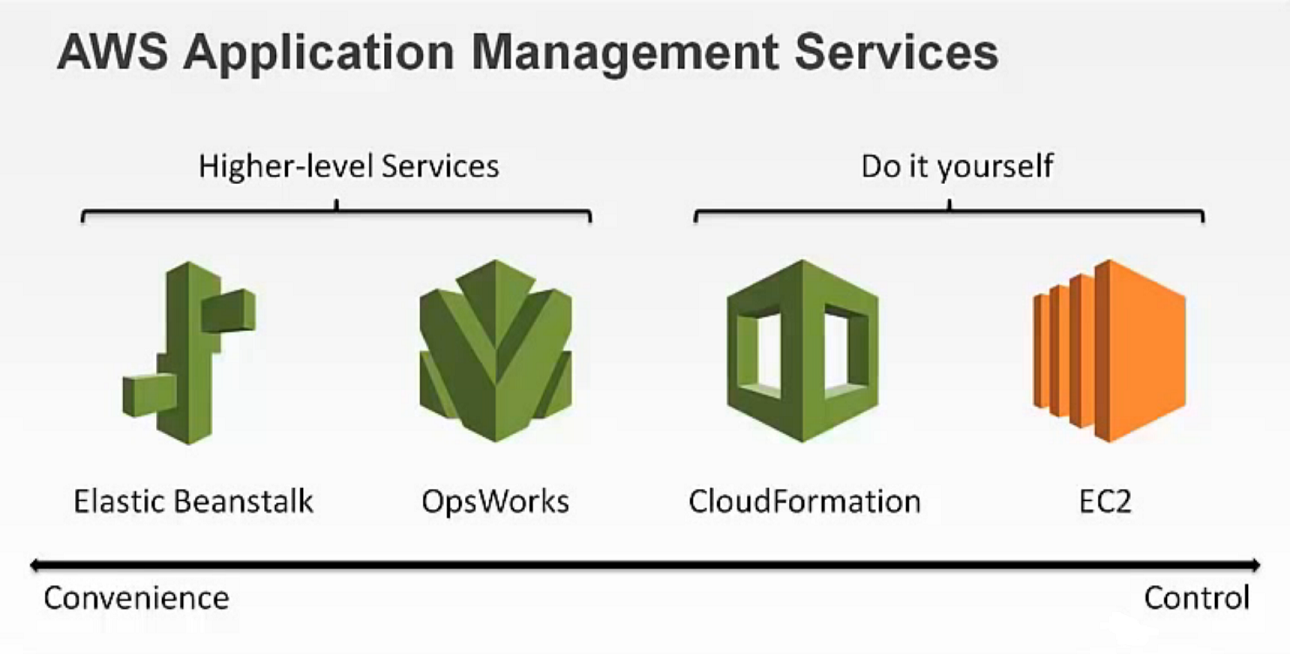 AWS Application Management Services
Higher-level Services
Do it yourself
Elastic Beanstalk
OpsWorks
CloudFormation
EC2
Convenience
Control